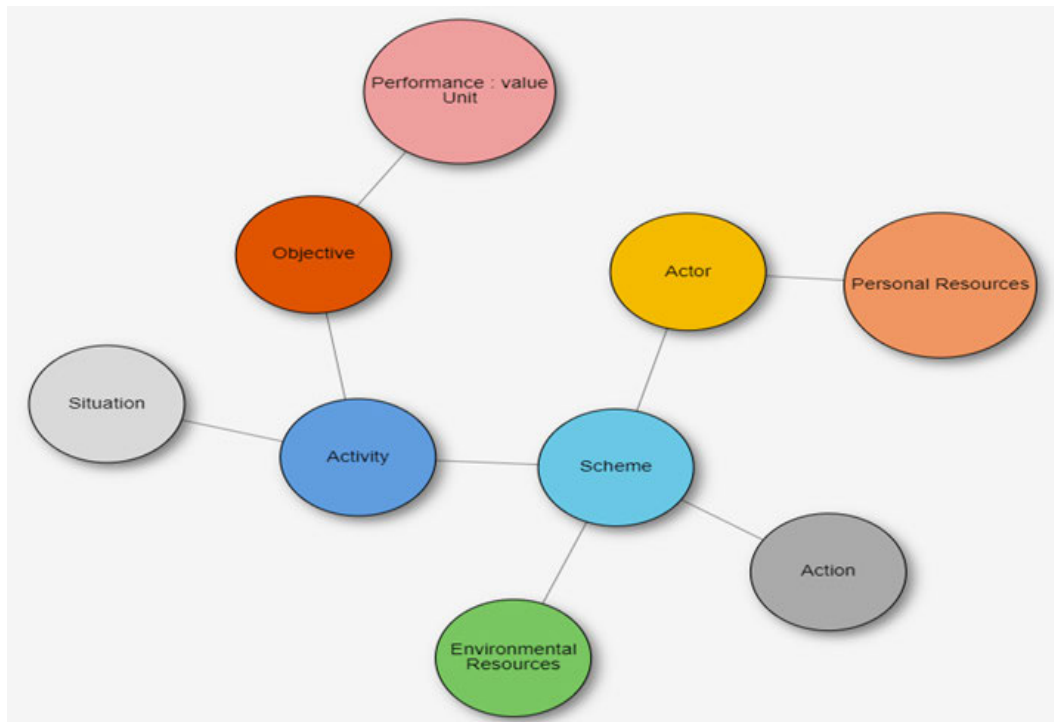 Performance : value
Unit
Objective
Actor
Personal Resources
Situation
Activity
Scheme
Action
Environmental
Resources